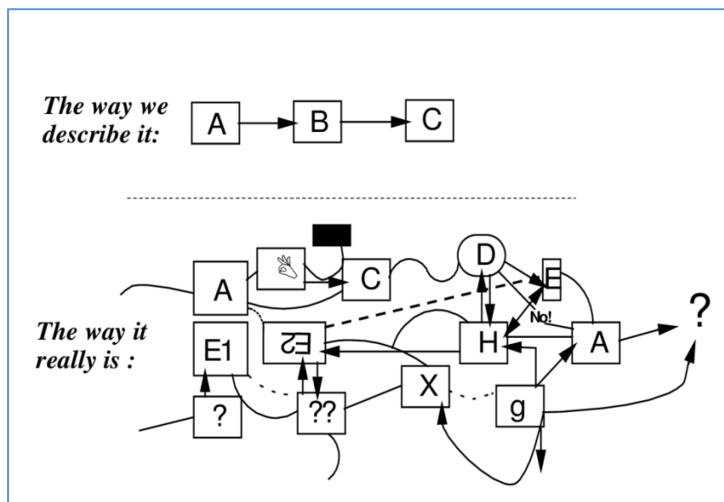 The way we
describe it:
A B C
D
A C E
No!
The way it
really is :
?
E1 E2 H A
X
? ?? g